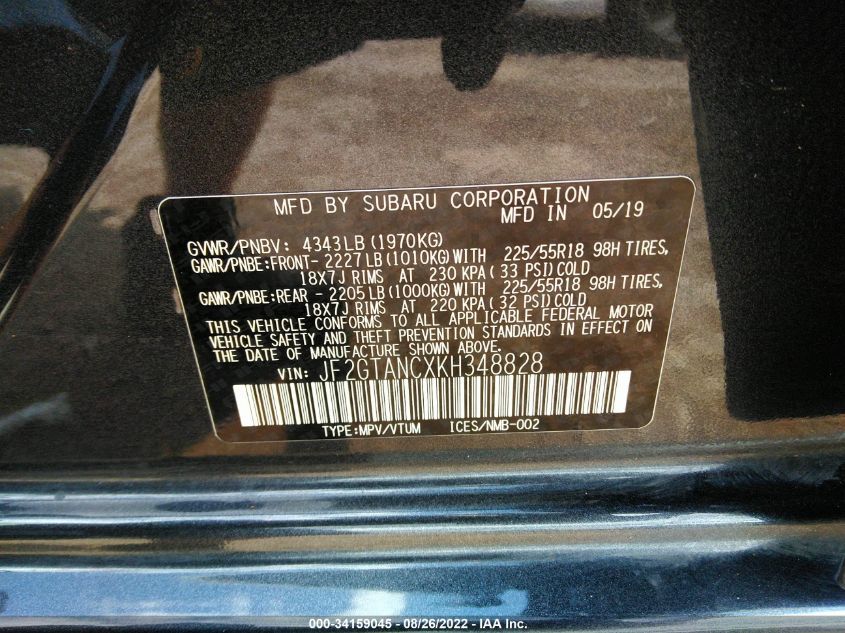 MFD BY SUBARU CORPORATION
MFD IN 05/19
GVWR/PNBV: 4343LB(1970KG)
GAWR/PNBE:FRONT- 2227LB(1010KG)WITH 225/55R18 98H TIRES,
18X7J RIMS AT 230KPA(33 PSI)COLD
GAWR/PNBE:REAR - 2205LB(1000KG)WITH 225/55R18 98H TIRES,
18X7J RIMS AT 220KPA(32 PSI)COLD
THIS VEHICLE CONFORMS TO ALL APPLICABLE FEDERAL MOTOR
VEHICLE SAFETY AND THEFT PREVENTION STANDARDS IN EFFECT ON
THE DATE OF MANUFACTURE SHOWN ABOVE.
VIN: JF2GTANCXKH348828
TYPE:MPV/VTUM ICES/NMB-002
000-34159045 - 08/26/2022 - IAA Inc.